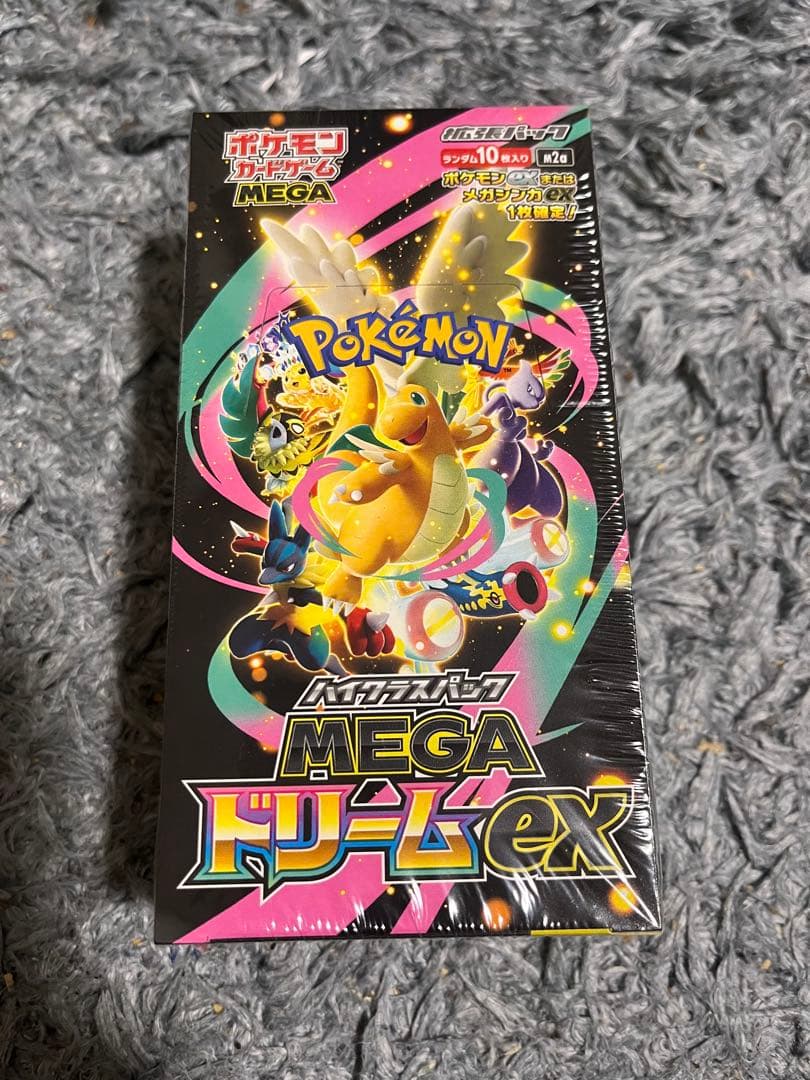 ポケモン
カードゲーム
MEGA
拡張パック
ランダム10枚入り M2a
ポケモンexまたは
メガシンカex
1枚確定!
POKéMON
TM
ハイクラスパック
MEGA
ドリームex